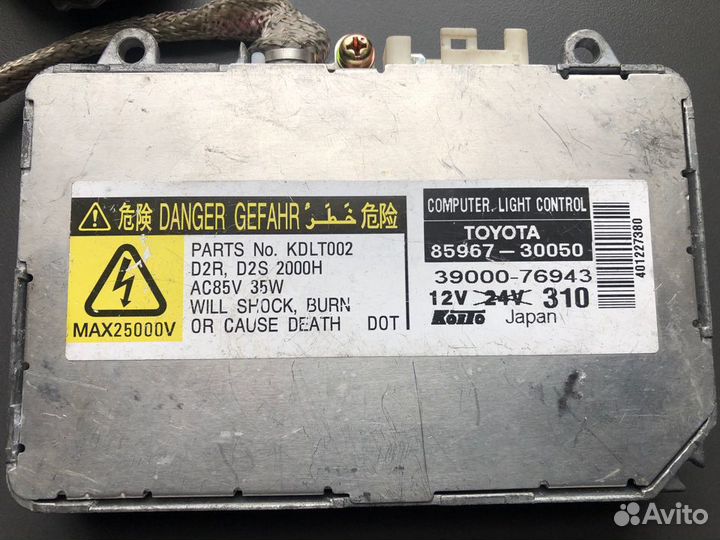 ⚠ 危険 DANGER GEFAHR خَطَر 危险
MAX25000V
PARTS No. KDLT002
D2R, D2S 2000H
AC85V 35W
WILL SHOCK, BURN
OR CAUSE DEATH DOT
COMPUTER, LIGHT CONTROL
TOYOTA
85967-30050
39000-76943
12V 24V 310
Koito Japan
401227380
Avito